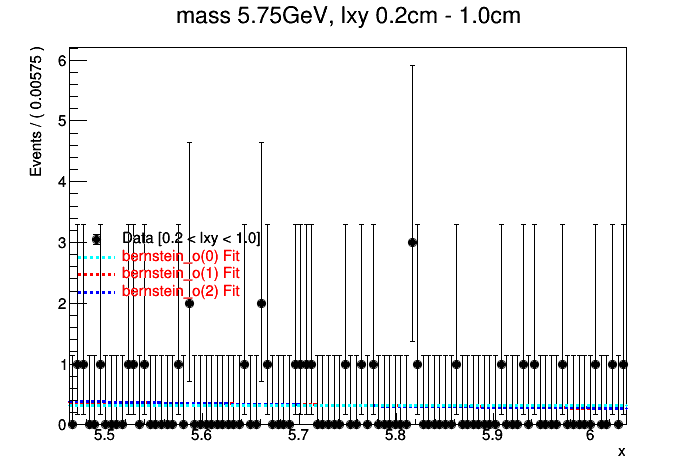 mass 5.75GeV, lxy 0.2cm - 1.0cm
Events / ( 0.00575 )
6
5
4
3
2
1
0
Data [0.2 < lxy < 1.0]
bernstein_o(0) Fit
bernstein_o(1) Fit
bernstein_o(2) Fit
5.5 5.6 5.7 5.8 5.9 6
x